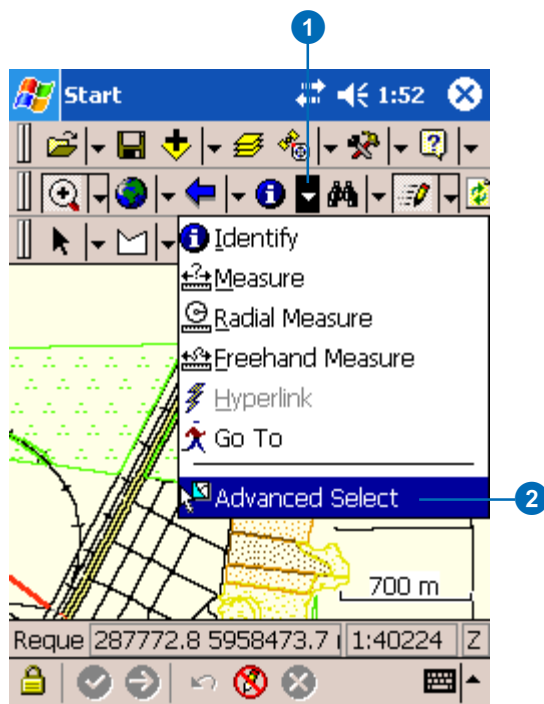 1
Start 1:52
Identify
Measure
Radial Measure
Freehand Measure
Hyperlink
Go To
Advanced Select
2
700 m
Reque 287772.8 5958473.7 1:40224 Z